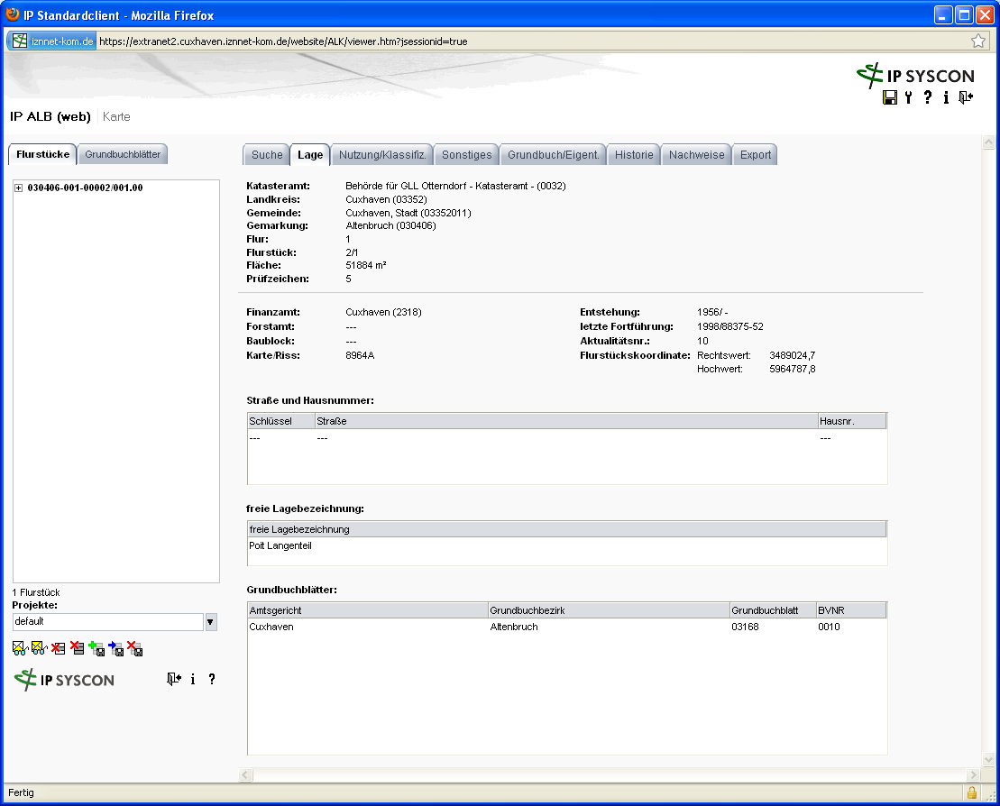 IP Standardclient - Mozilla Firefox
iznnet-kom.de https://extranet2.cuxhaven.iznnet-kom.de/website/ALK/viewer.htm?jsessionid=true
IP SYSCON
? i
IP ALB (web) Karte
Flurstücke Grundbuchblätter
Suche Lage Nutzung/Klassifiz. Sonstiges Grundbuch/Eigent. Historie Nachweise Export
030406-001-00002/001.00
Katasteramt: Behörde für GLL Otterndorf - Katasteramt - (0032)
Landkreis: Cuxhaven (03352)
Gemeinde: Cuxhaven, Stadt (03352011)
Gemarkung: Altenbruch (030406)
Flur: 1
Flurstück: 2/1
Fläche: 51884 m²
Prüfzeichen: 5
Finanzamt: Cuxhaven (2318) Entstehung: 1956/ -
Forstamt: --- letzte Fortführung: 1998/88375-52
Baublock: --- Aktualitätsnr.: 10
Karte/Riss: 8964A Flurstückskoordinate: Rechtswert: 3489024,7
Hochwert: 5964787,8
Straße und Hausnummer:
Schlüssel Straße Hausnr.
--- --- ---
freie Lagebezeichnung:
freie Lagebezeichnung
Poit Langenteil
Grundbuchblätter:
Amtsgericht Grundbuchbezirk Grundbuchblatt BVNR
Cuxhaven Altenbruch 03168 0010
1 Flurstück
Projekte:
default
IP SYSCON i ?
Fertig